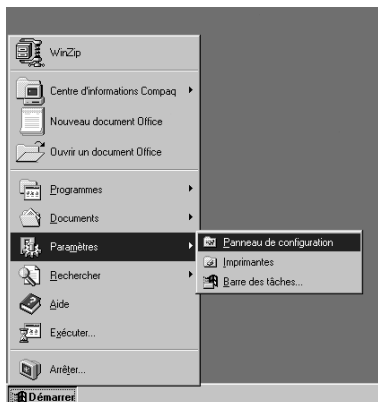 WinZip
Centre d'informations Compaq
Nouveau document Office
Ouvrir un document Office
Programmes
Documents
Paramètres
Panneau de configuration
Imprimantes
Barre des tâches...
Rechercher
Aide
Exécuter...
Arrêter...
Démarrer